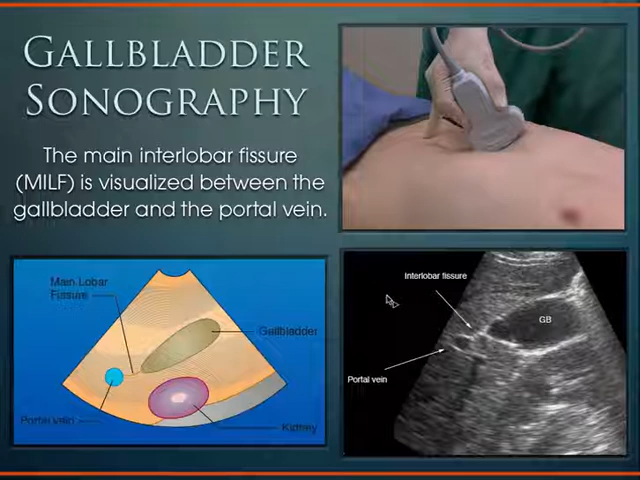 GALLBLADDER
SONOGRAPHY
The main interlobar fissure
(MILF) is visualized between the
gallbladder and the portal vein.
Main Lobar
Fissure
Gallbladder
Portal vein
Kidney
Interlobar fissure
GB
Portal vein